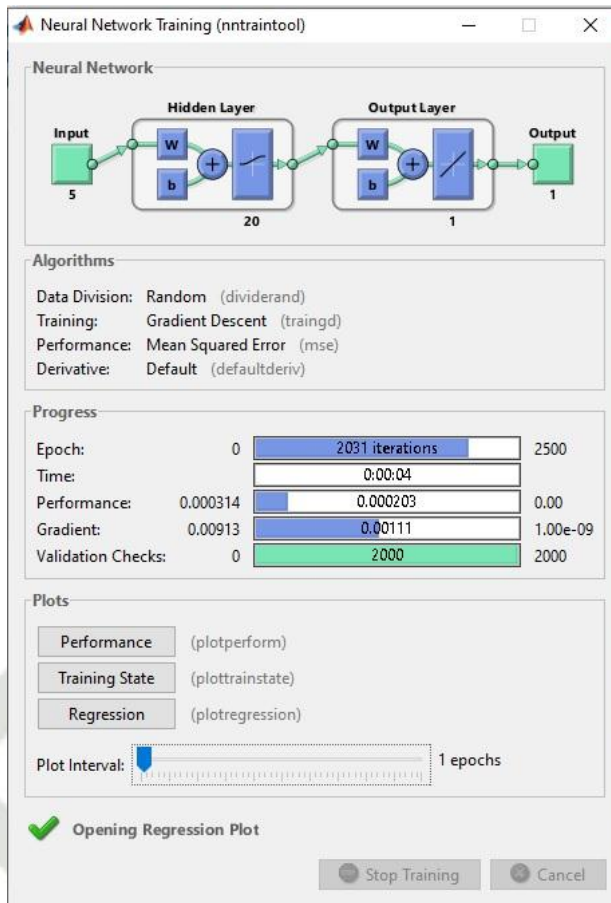 Neural Network Training (nntraintool)
Neural Network
Hidden Layer
Output Layer
Input
Output
W
b
W
b
5
20
1
1
Algorithms
Data Division: Random (dividerand)
Training: Gradient Descent (traingd)
Performance: Mean Squared Error (mse)
Derivative: Default (defaultderiv)
Progress
Epoch: 0 2031 iterations 2500
Time: 0:00:04
Performance: 0.000314 0.000203 0.00
Gradient: 0.00913 0.00111 1.00e-09
Validation Checks: 0 2000 2000
Plots
Performance (plotperform)
Training State (plottrainstate)
Regression (plotregression)
Plot Interval: 1 epochs
Opening Regression Plot
Stop Training Cancel